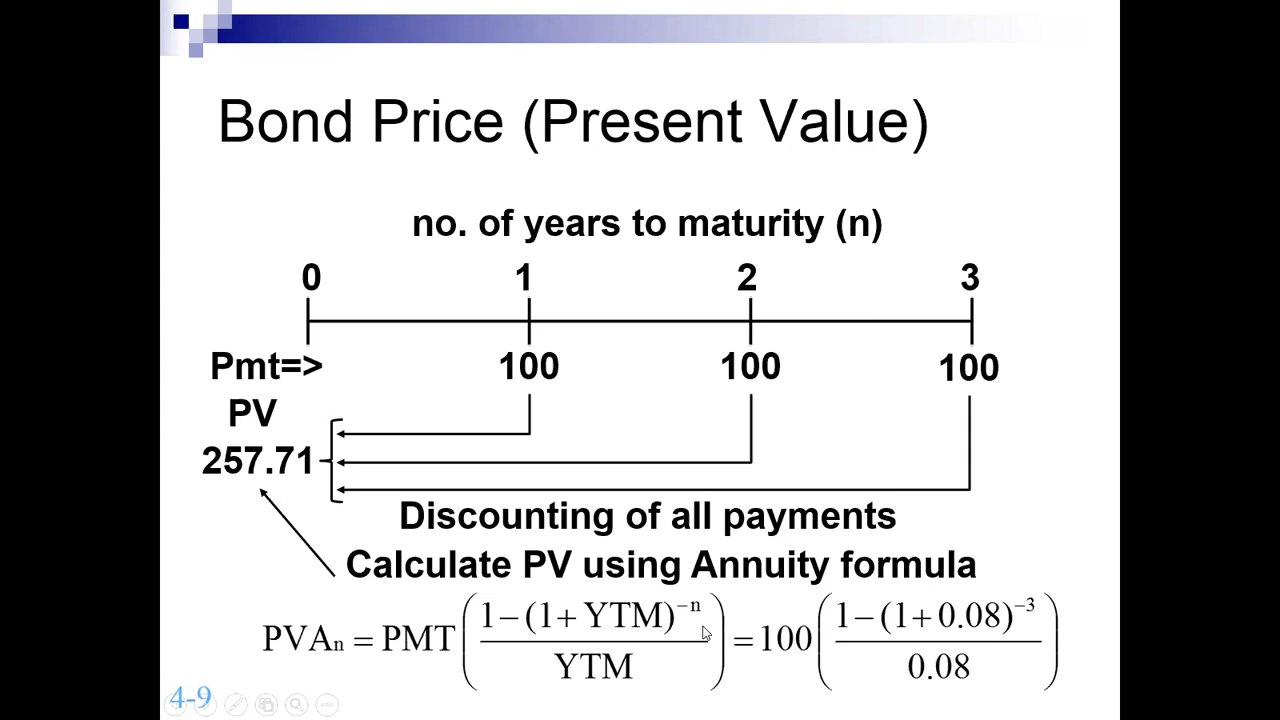 Bond Price (Present Value)
no. of years to maturity (n)
0 1 2 3
Pmt=> 100 100 100
PV
257.71
Discounting of all payments
Calculate PV using Annuity formula
PVAn = PMT ( 1−(1+ YTM)^−n / YTM ) = 100 ( 1−(1+0.08)^−3 / 0.08 )
4-9